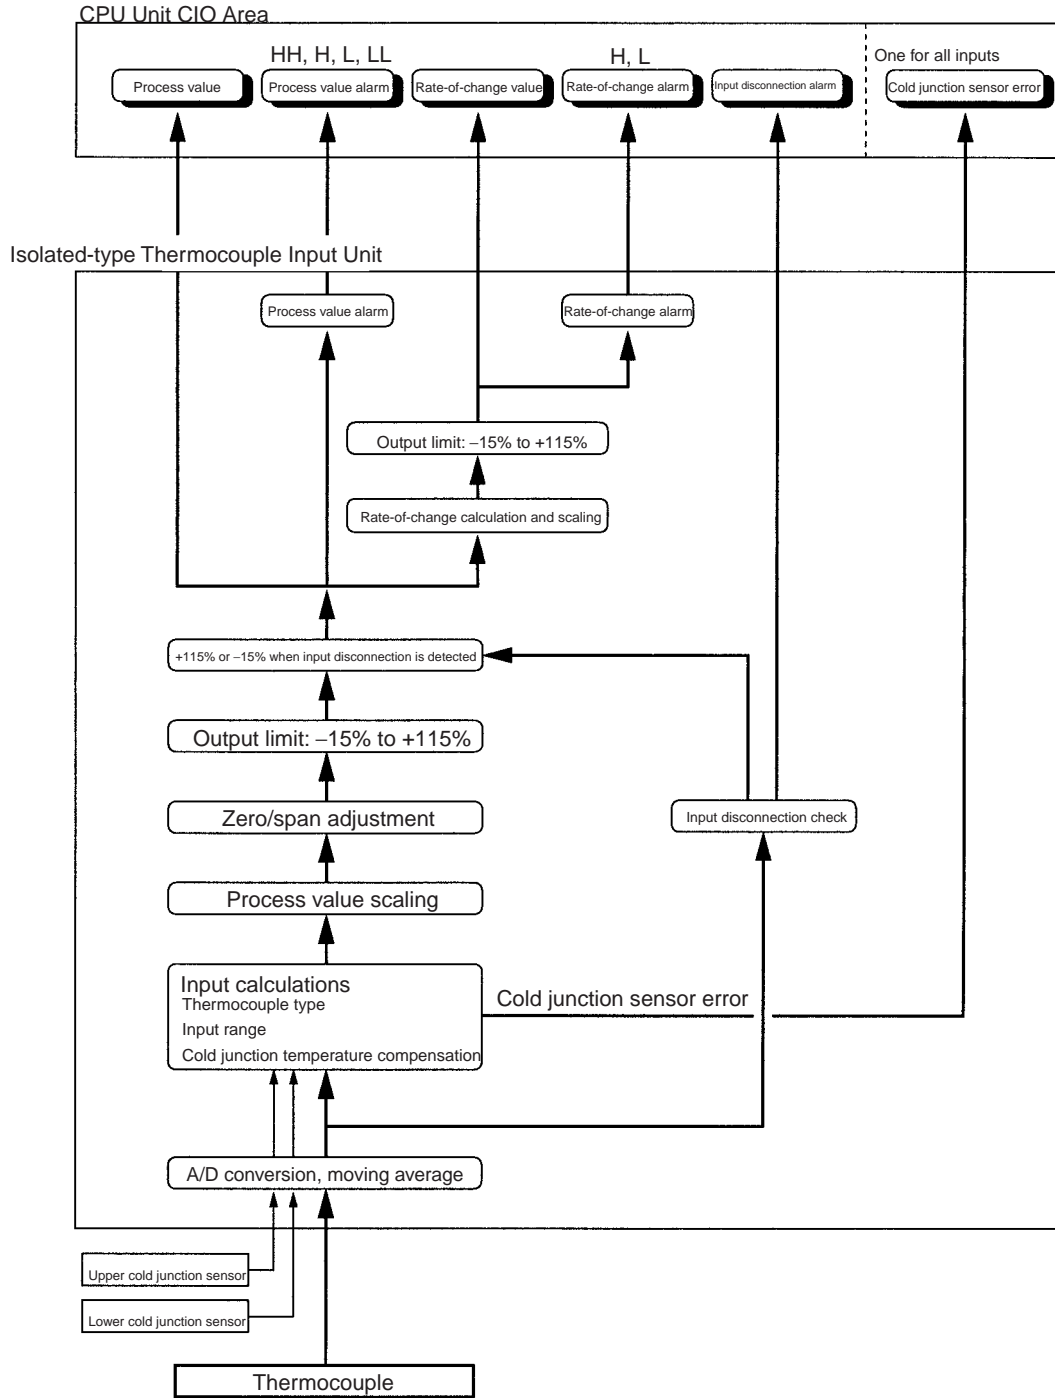 CPU Unit CIO Area
HH, H, L, LL
H, L
One for all inputs
Process value
Process value alarm
Rate-of-change value
Rate-of-change alarm
Input disconnection alarm
Cold junction sensor error
Isolated-type Thermocouple Input Unit
Process value alarm
Rate-of-change alarm
Output limit: –15% to +115%
Rate-of-change calculation and scaling
+115% or –15% when input disconnection is detected
Output limit: –15% to +115%
Zero/span adjustment
Input disconnection check
Process value scaling
Input calculations
Thermocouple type
Input range
Cold junction temperature compensation
Cold junction sensor error
A/D conversion, moving average
Upper cold junction sensor
Lower cold junction sensor
Thermocouple